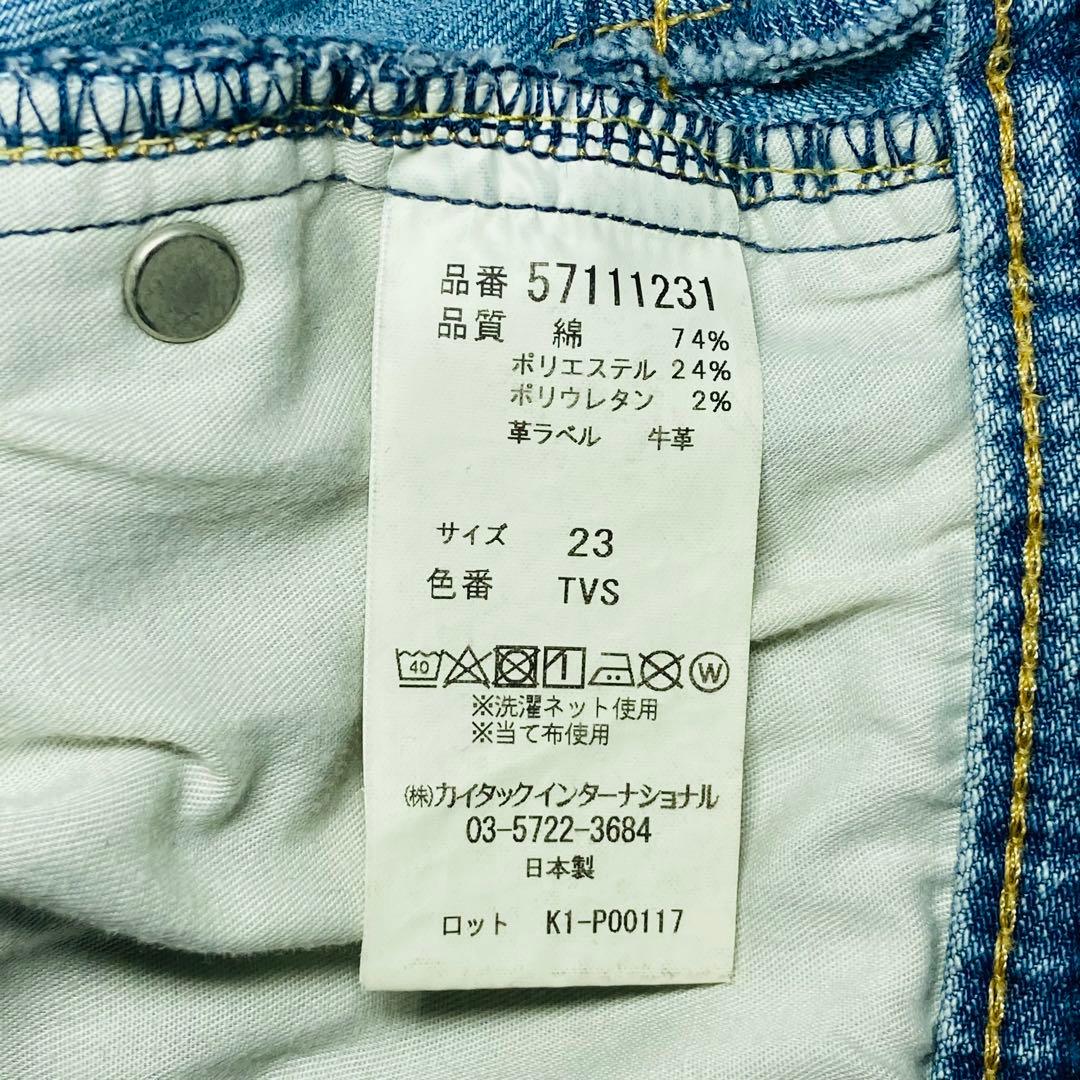 品番 57111231
品質 綿 74%
ポリエステル 24%
ポリウレタン 2%
革ラベル 牛革
サイズ 23
色番 TVS
40 W
※洗濯ネット使用
※当て布使用
㈱カイタックインターナショナル
03-5722-3684
日本製
ロット K1-P00117